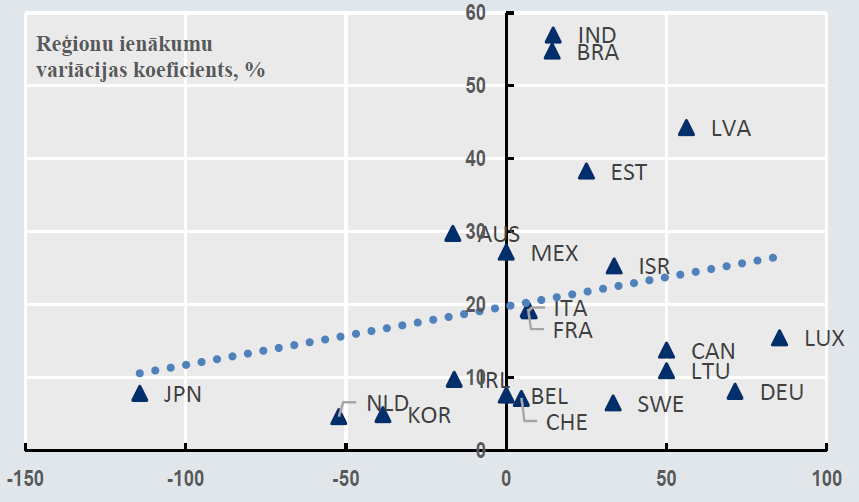 60
Reģionu ienākumu
variācijas koeficients, %
IND
BRA
50
LVA
40
EST
30
AUS
MEX
ISR
20
ITA
FRA
LUX
CAN
LTU
10
IRL
JPN
NLD
KOR
BEL
CHE
SWE
DEU
0
-150 -100 -50 0 50 100